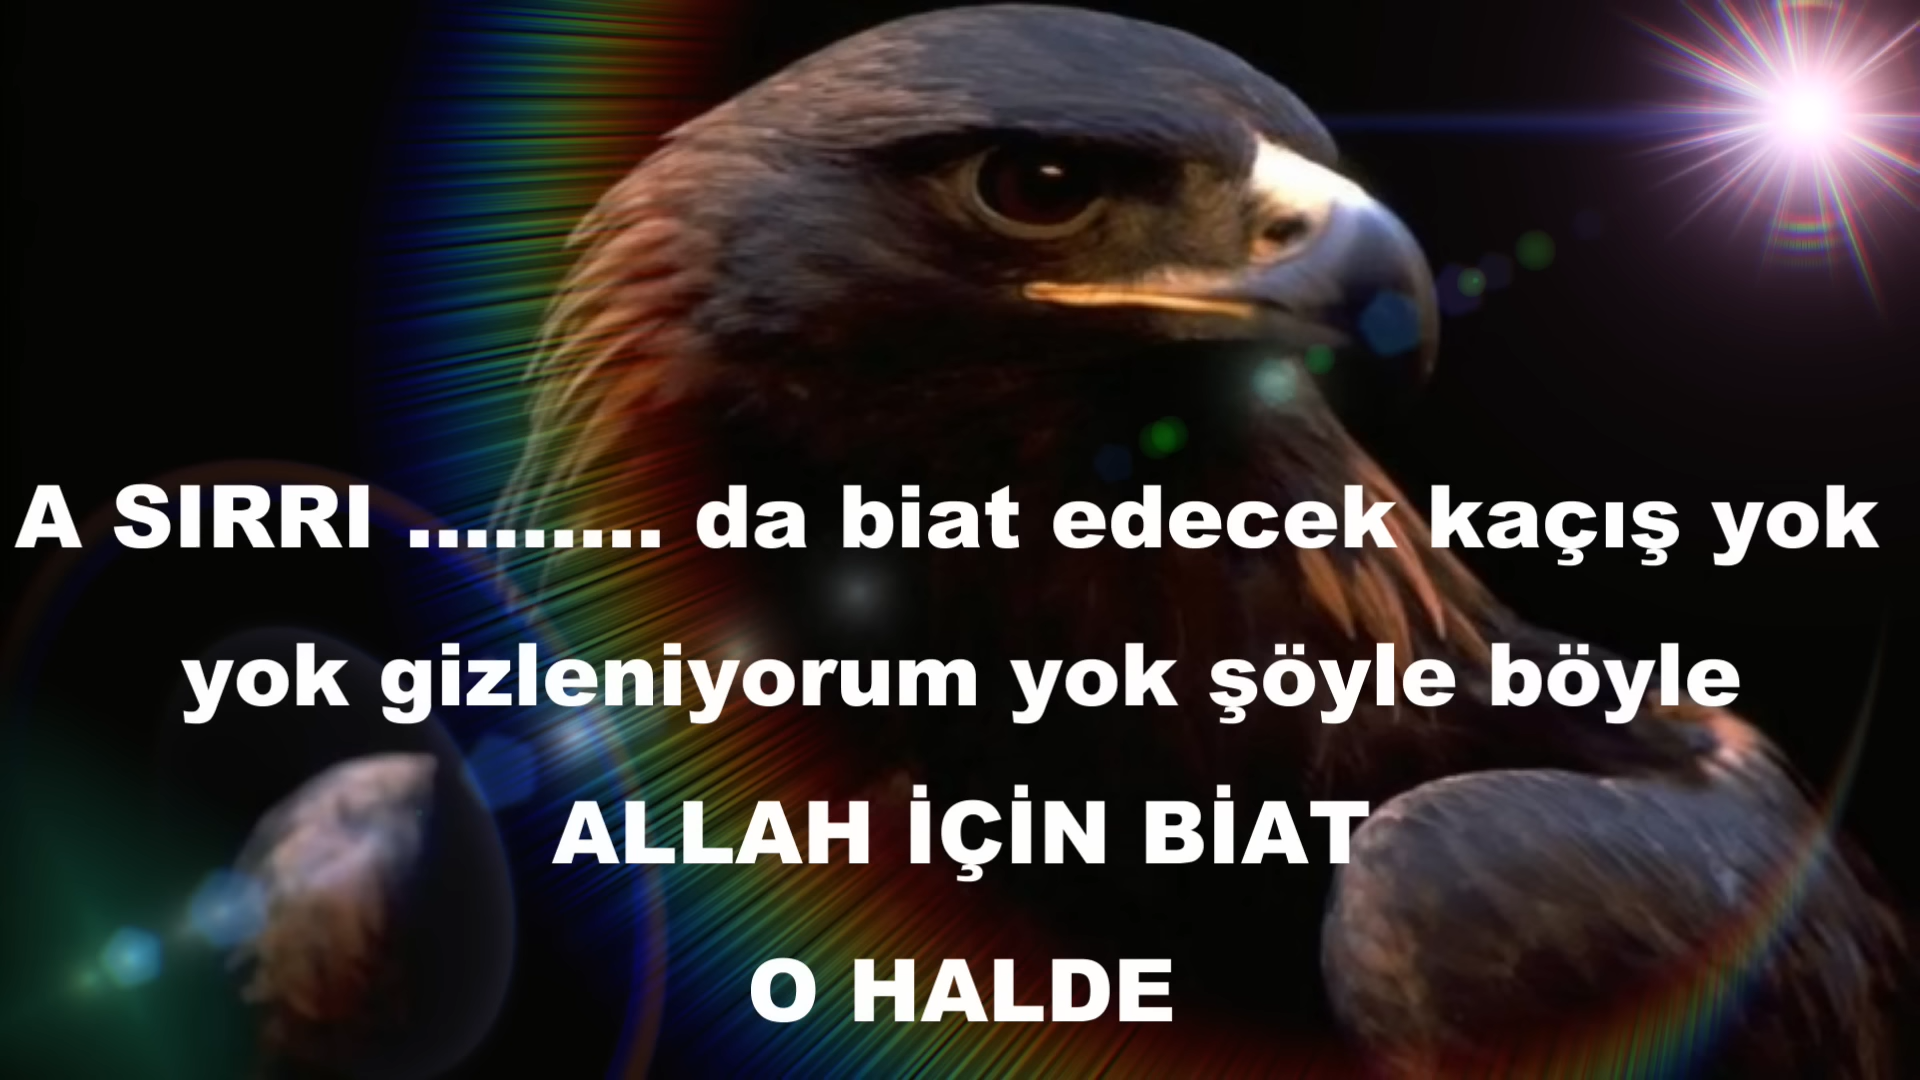 A SIRRI ......... da biat edecek kaçış yok
yok gizleniyorum yok şöyle böyle
ALLAH İÇİN BİAT
O HALDE